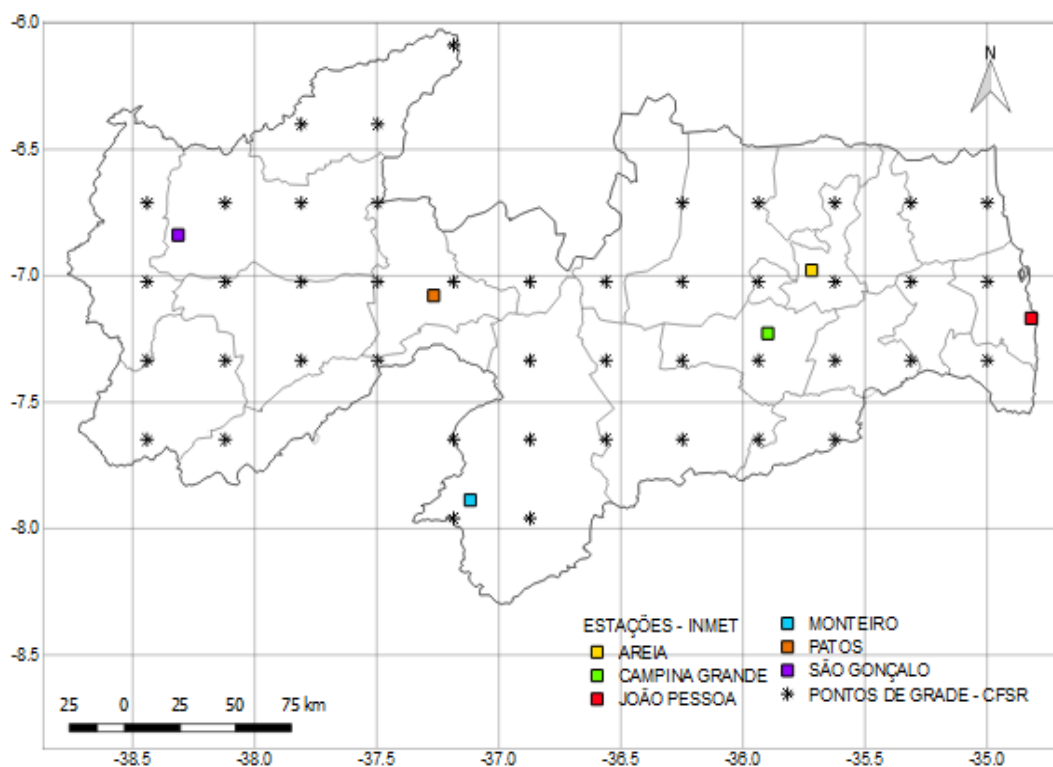 -6.0
N
-6.5
-7.0
-7.5
-8.0
-8.5
ESTAÇÕES - INMET
AREIA
CAMPINA GRANDE
JOÃO PESSOA
MONTEIRO
PATOS
SÃO GONÇALO
PONTOS DE GRADE - CFSR
25 0 25 50 75 km
-38.5 -38.0 -37.5 -37.0 -36.5 -36.0 -35.5 -35.0